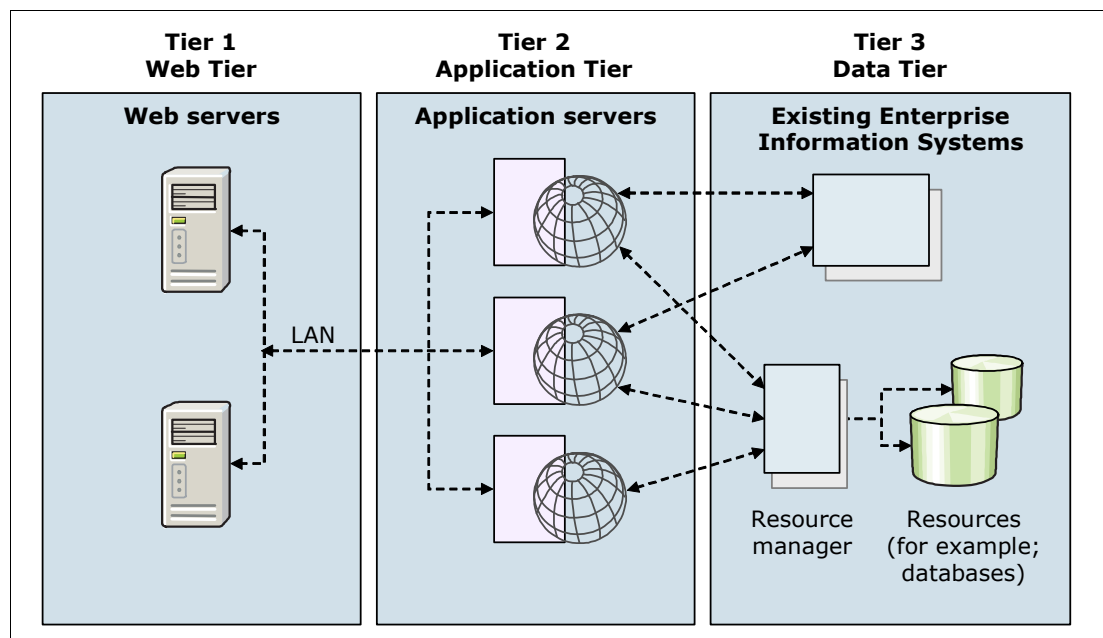 Tier 1
Web Tier
Tier 2
Application Tier
Tier 3
Data Tier
Web servers
Application servers
Existing Enterprise
Information Systems
LAN
Resource
manager
Resources
(for example;
databases)